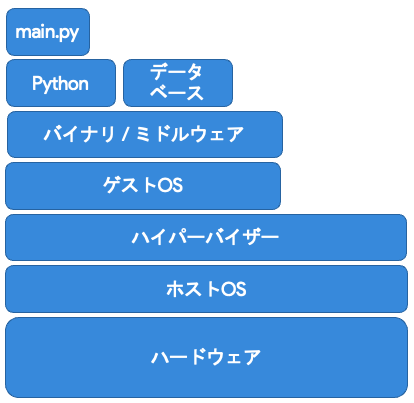 main.py
Python
データ
ベース
バイナリ / ミドルウェア
ゲストOS
ハイパーバイザー
ホストOS
ハードウェア